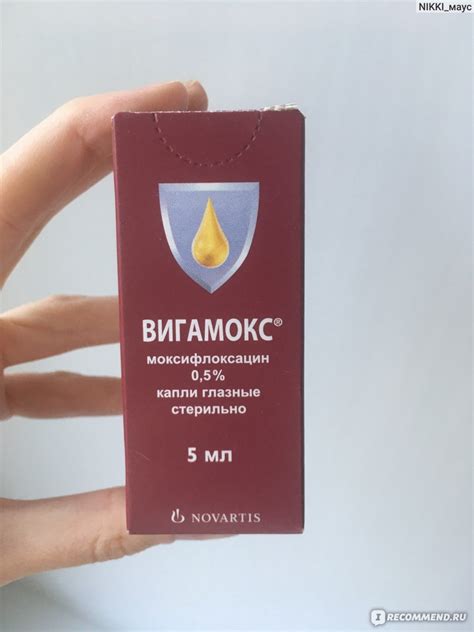 NIKKI_маус
ВИГАМОКС®
моксифлоксацин
0,5%
капли глазные
стерильно
5 мл
NOVARTIS
I RECOMMEND.RU